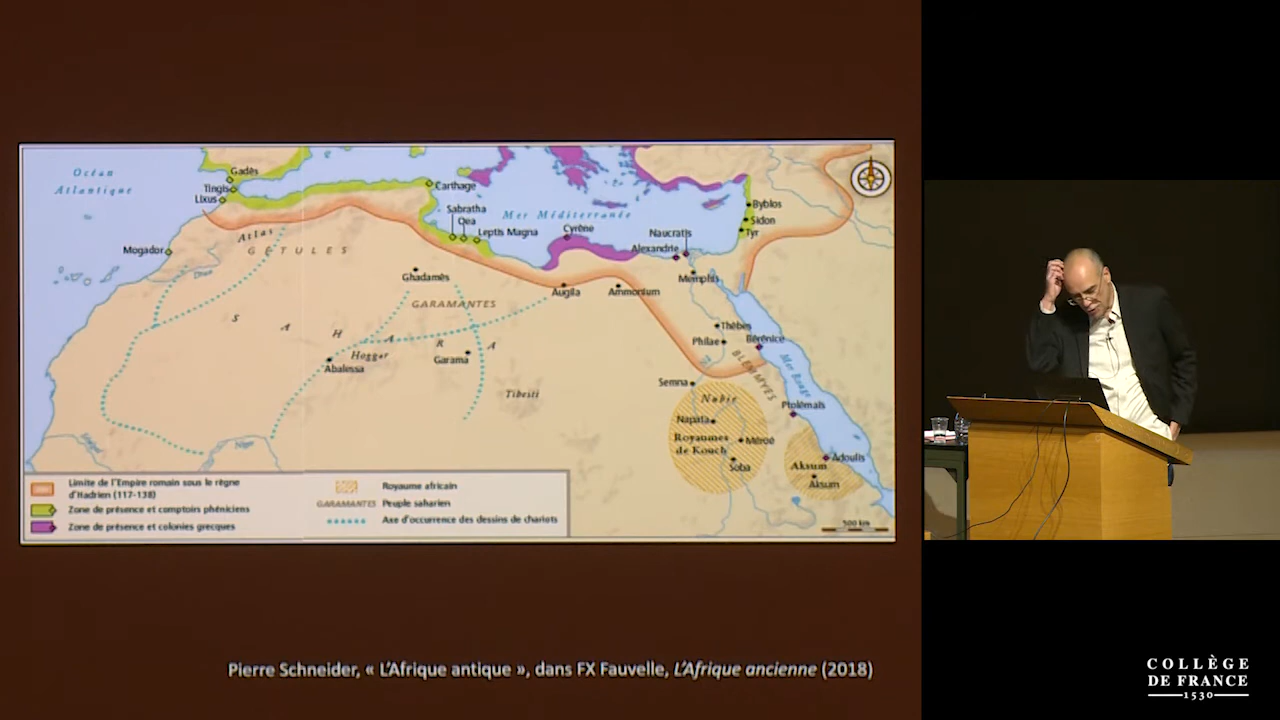 Océan
Atlantique
Gadès
Tingis
Lixus
Carthage
Sabratha
Oea
Leptis Magna
Mer Méditerranée
Cyrène
Naucratis
Alexandrie
Byblos
Sidon
Tyr
Mogador
Atlas
GÉTULES
Draa
Memphis
Ghadamès
GARAMANTES
Augila
Ammonium
SAHARA
Hoggar
Abalessa
Garama
Tibesti
Thèbes
Philae
Bérénice
BLEMMYES
Mer Rouge
Semna
Nubie
Napata
Royaumes
de Kouch
Méroé
Soba
Ptolémaïs
Adoulis
Aksum
Aksum
Niger
Limite de l'Empire romain sous le règne
d'Hadrien (117-138)
Zone de présence et comptoirs phéniciens
Zone de présence et colonies grecques
Royaume africain
GARAMANTES Peuple saharien
Axe d'occurrence des dessins de chariots
500 km
Pierre Schneider, « L'Afrique antique », dans FX Fauvelle, L'Afrique ancienne (2018)
COLLÈGE
DE FRANCE
1530